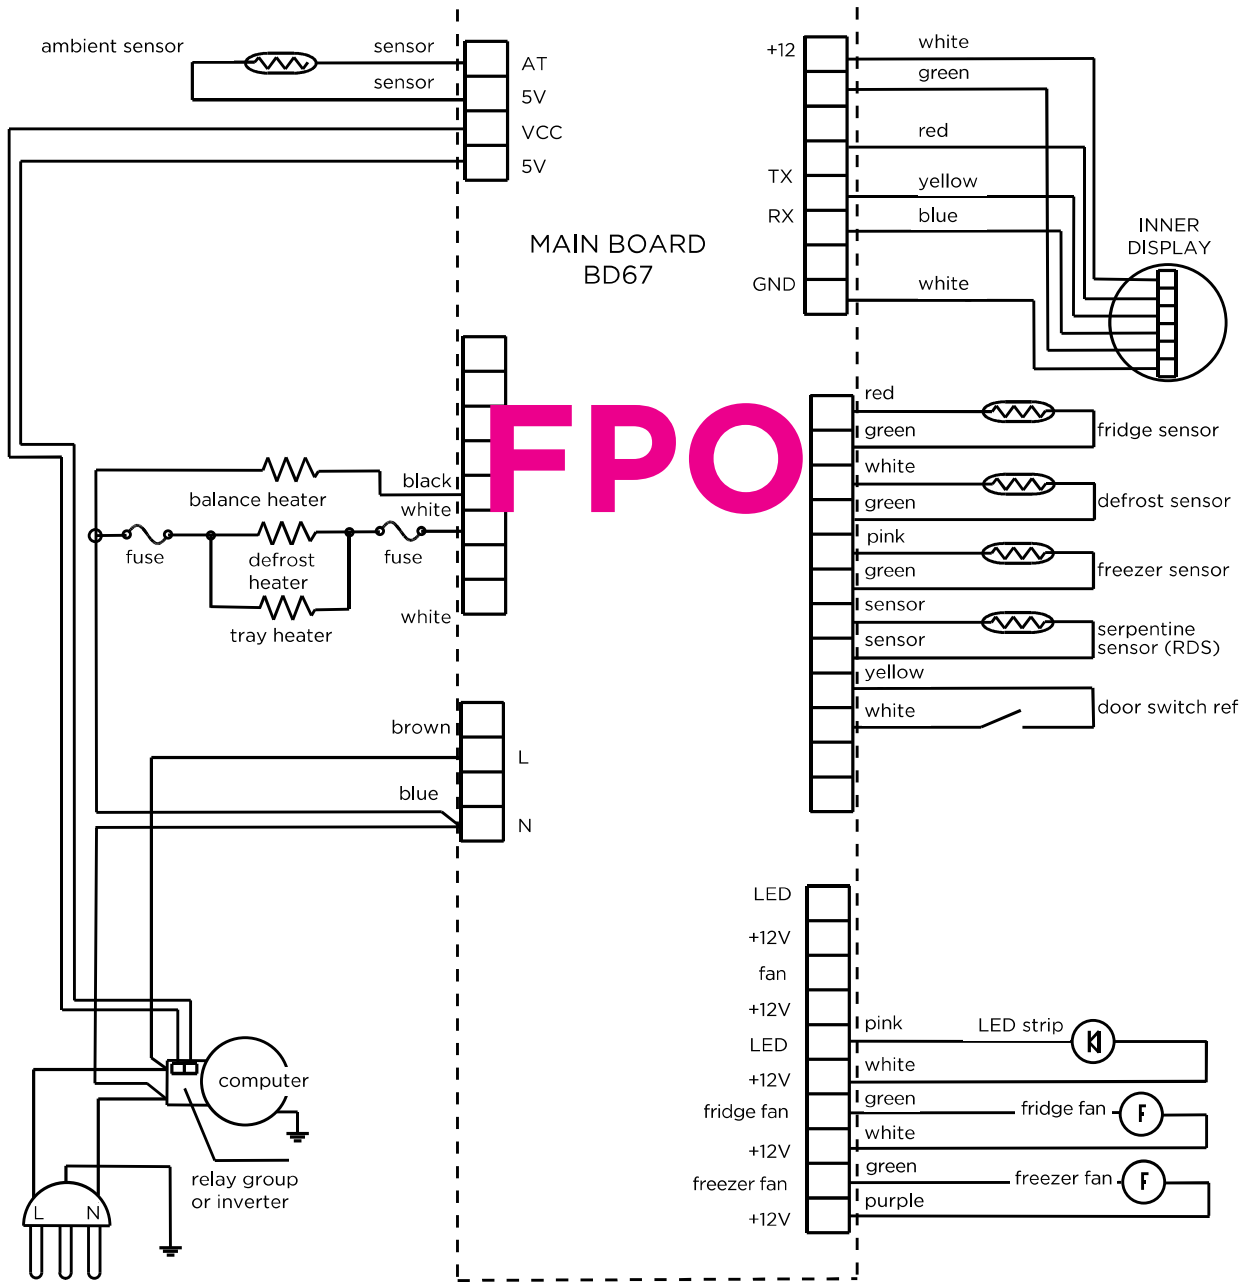 ambient sensor
sensor
sensor
AT
5V
VCC
5V
MAIN BOARD
BD67
+12
TX
RX
GND
white
green
red
yellow
blue
white
INNER
DISPLAY
FPO
balance heater
black
white
fuse
defrost
heater
fuse
tray heater
white
red
green
fridge sensor
white
green
defrost sensor
pink
green
freezer sensor
sensor
sensor
serpentine
sensor (RDS)
yellow
white
door switch ref
brown
L
blue
N
LED
+12V
fan
+12V
LED
+12V
fridge fan
+12V
freezer fan
+12V
pink
LED strip
white
green
fridge fan
F
white
green
freezer fan
F
purple
computer
relay group
or inverter
L
N